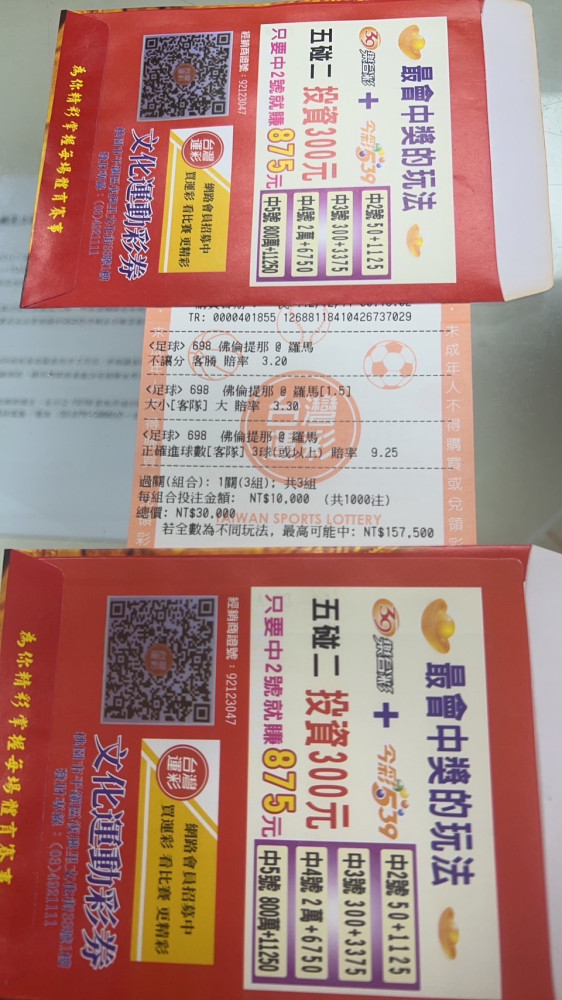 最會中獎的玩法
39樂合彩 + 今彩539
五碰二 投資300元
只要中2號就賺875元
中2號 50+1125
中3號 300+3375
中4號 2萬+6750
中5號 800萬+11250
經銷商證號：92123047
台灣運彩
網路會員招募中
買運彩 看比賽 更精彩
文化運動彩券
為你精彩掌握每場體育賽事
TR: 0000401855 12688118410426737029
<足球> 698 佛倫提那 @ 羅馬
不讓分 客勝 賠率 3.20
<足球> 698 佛倫提那 @ 羅馬[1.5]
大小[客隊] 大 賠率 3.30
<足球> 698 佛倫提那 @ 羅馬
正確進球數[客隊] 3球(或以上) 賠率 9.25
過關(組合): 1關(3組); 共3組
每組合投注金額: NT$10,000 (共1000注)
總價: NT$30,000
TAIWAN SPORTS LOTTERY
若全數為不同玩法, 最高可能中: NT$157,500
未成年人不得購買或兌領彩
最會中獎的玩法
39樂合彩 + 今彩539
五碰二 投資300元
只要中2號就賺875元
中2號 50+1125
中3號 300+3375
中4號 2萬+6750
中5號 800萬+11250
經銷商證號：92123047
台灣運彩
網路會員招募中
買運彩 看比賽 更精彩
文化運動彩券
為你精彩掌握每場體育賽事